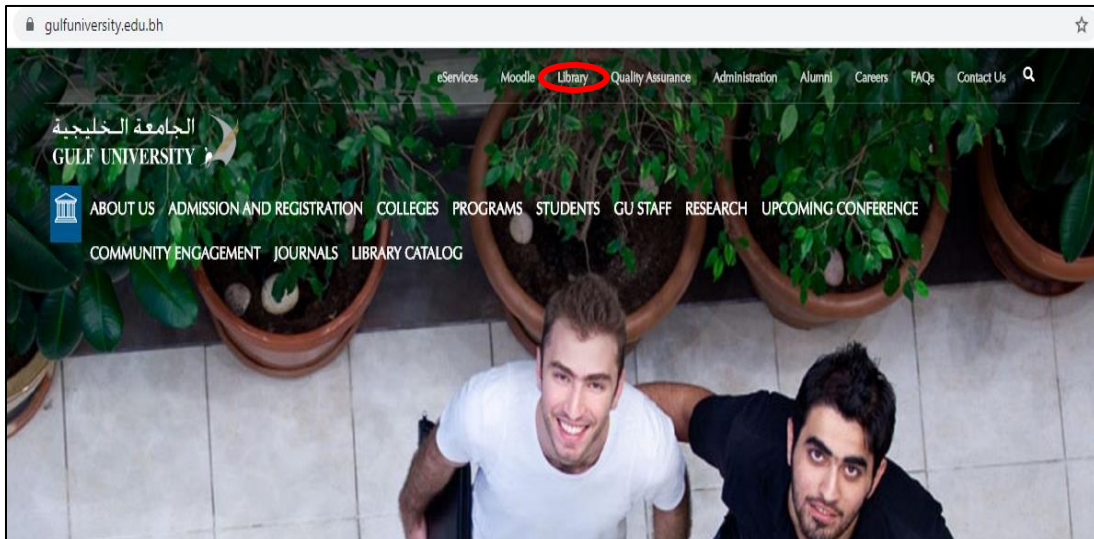 gulfuniversity.edu.bh
eServices Moodle Library Quality Assurance Administration Alumni Careers FAQs Contact Us
الجامعة الخليجية
GULF UNIVERSITY
ABOUT US ADMISSION AND REGISTRATION COLLEGES PROGRAMS STUDENTS GU STAFF RESEARCH UPCOMING CONFERENCE
COMMUNITY ENGAGEMENT JOURNALS LIBRARY CATALOG